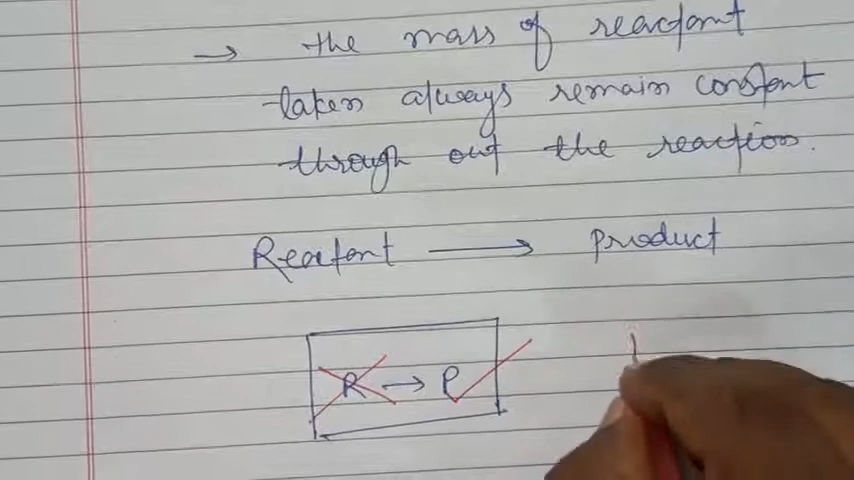 → the mass of reactant
taken always remain constant
through out the reaction.
Reactant ⟶ Product
R → P